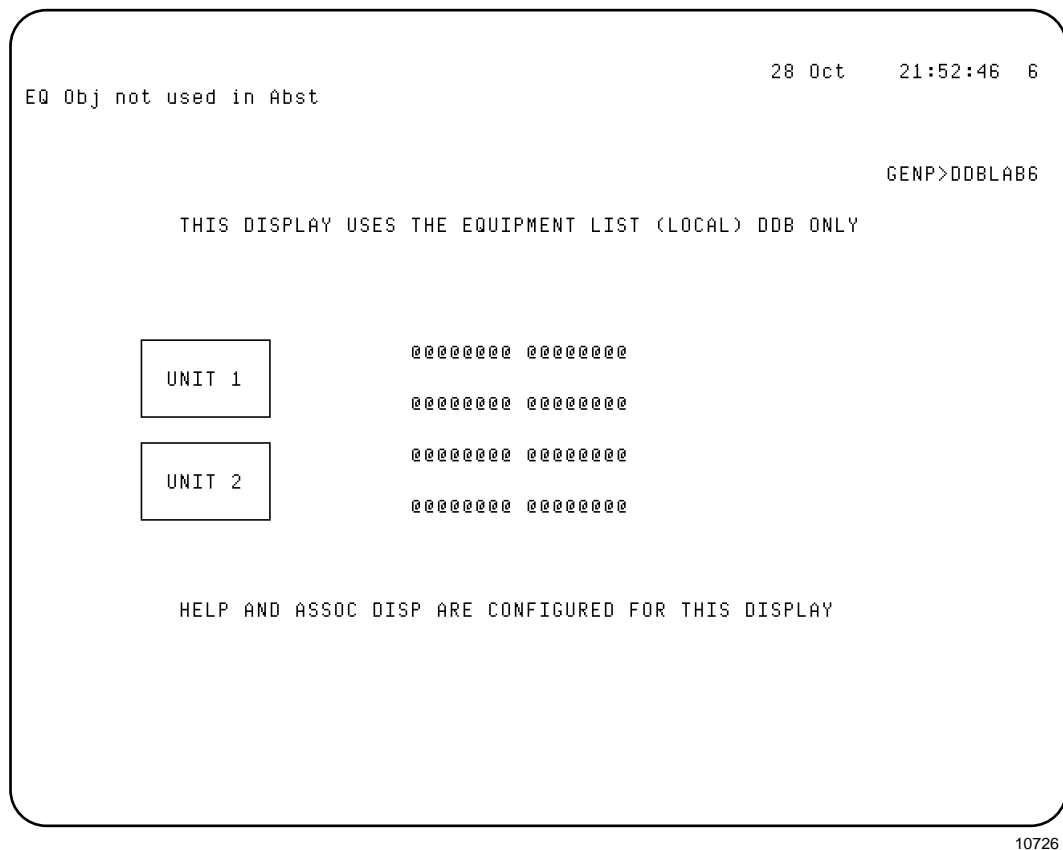 28 Oct 21:52:46 6
EQ Obj not used in Abst
GENP>DDBLAB6
THIS DISPLAY USES THE EQUIPMENT LIST (LOCAL) DDB ONLY
@@@@@@@@ @@@@@@@@
UNIT 1
@@@@@@@@ @@@@@@@@
@@@@@@@@ @@@@@@@@
UNIT 2
@@@@@@@@ @@@@@@@@
HELP AND ASSOC DISP ARE CONFIGURED FOR THIS DISPLAY
10726